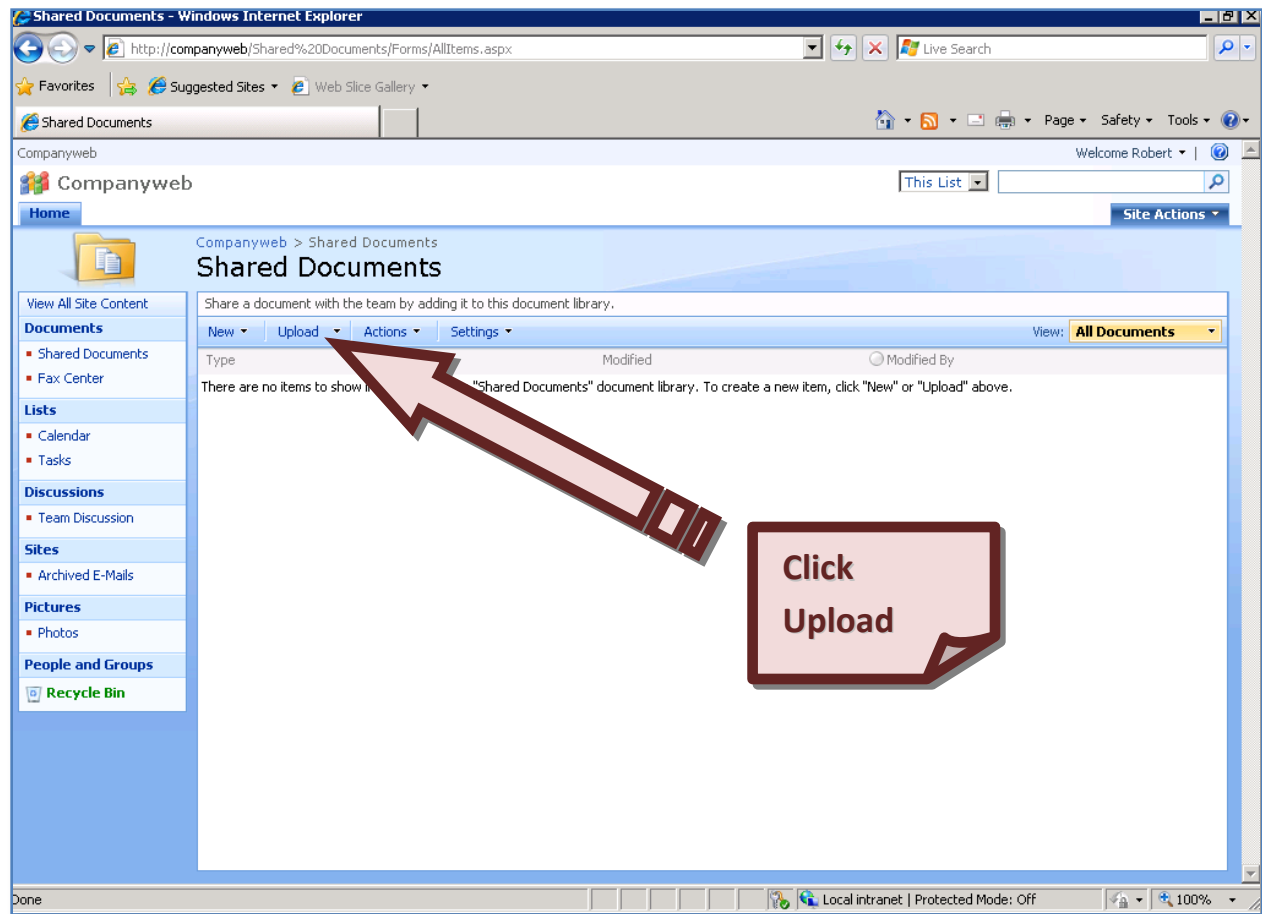 Shared Documents - Windows Internet Explorer
http://companyweb/Shared%20Documents/Forms/AllItems.aspx
Live Search
Favorites
Suggested Sites
Web Slice Gallery
Shared Documents
Page
Safety
Tools
Companyweb
Welcome Robert
Companyweb
This List
Home
Site Actions
Companyweb > Shared Documents
Shared Documents
View All Site Content
Share a document with the team by adding it to this document library.
Documents
New
Upload
Actions
Settings
View: All Documents
Shared Documents
Type
Modified
Modified By
Fax Center
There are no items to show "Shared Documents" document library. To create a new item, click "New" or "Upload" above.
Lists
Calendar
Tasks
Discussions
Team Discussion
Sites
Archived E-Mails
Pictures
Photos
People and Groups
Recycle Bin
Click
Upload
Done
Local intranet | Protected Mode: Off
100%